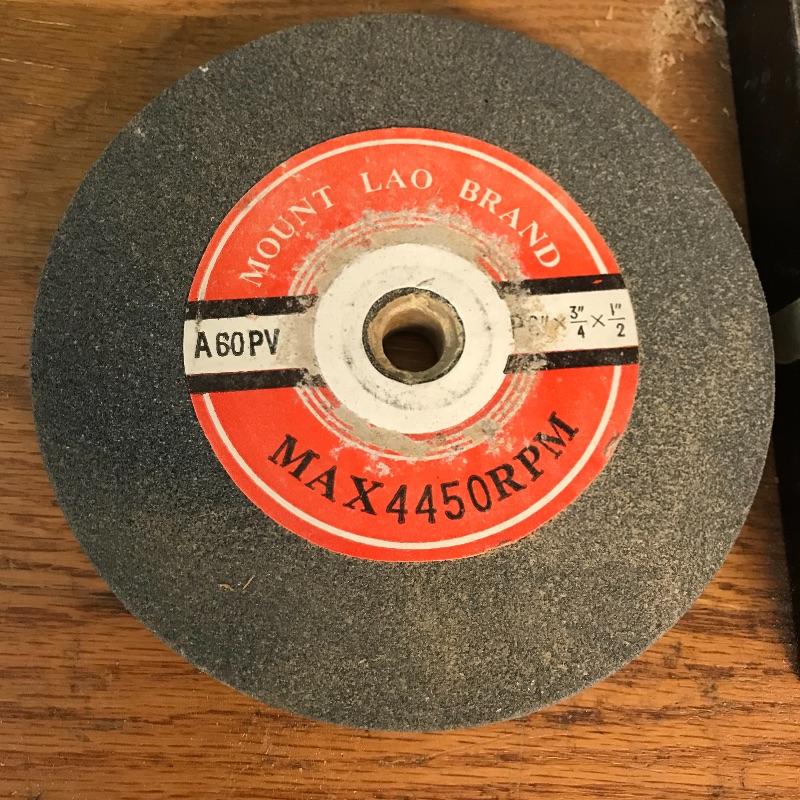 MOUNT LAO BRAND
A60PV
× 3"/4 × 1"/2
MAX4450RPM